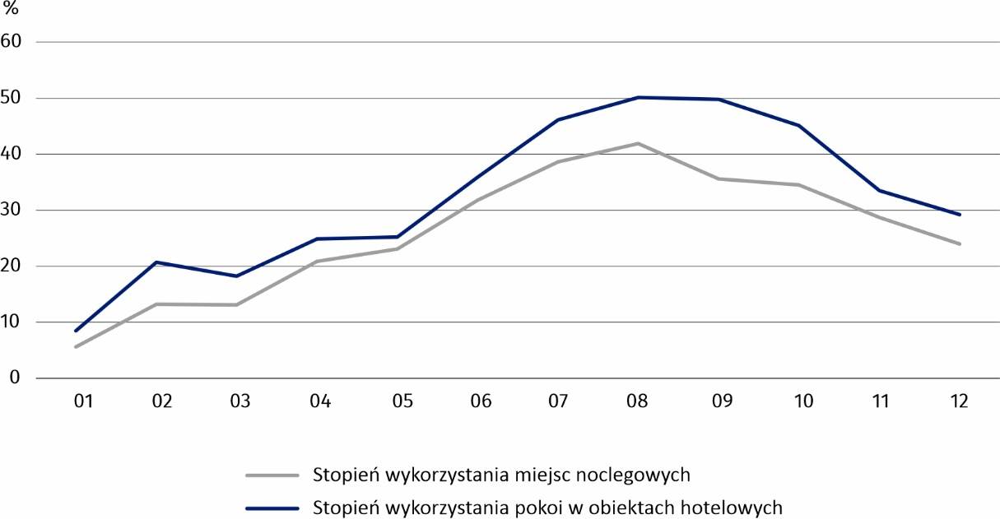 %
60
50
40
30
20
10
0
01 02 03 04 05 06 07 08 09 10 11 12
Stopień wykorzystania miejsc noclegowych
Stopień wykorzystania pokoi w obiektach hotelowych